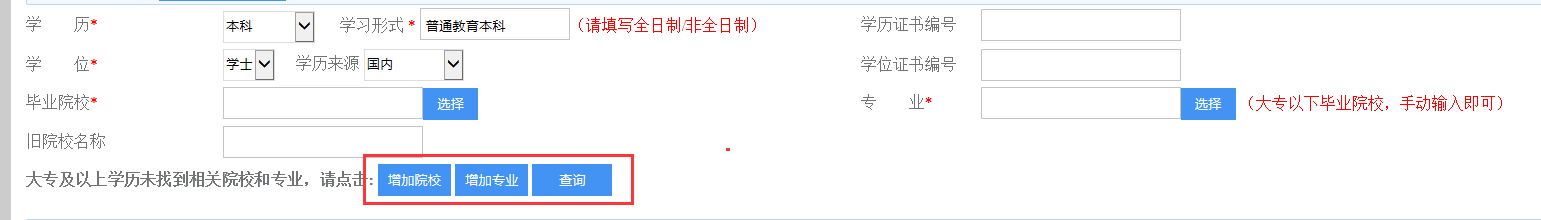 学 历* 本科 学习形式 * 普通教育本科 （请填写全日制/非全日制） 学历证书编号
学 位* 学士 学历来源 国内 学位证书编号
毕业院校* 选择 专 业* 选择 （大专以下毕业院校，手动输入即可）
旧院校名称
大专及以上学历未找到相关院校和专业，请点击: 增加院校 增加专业 查询